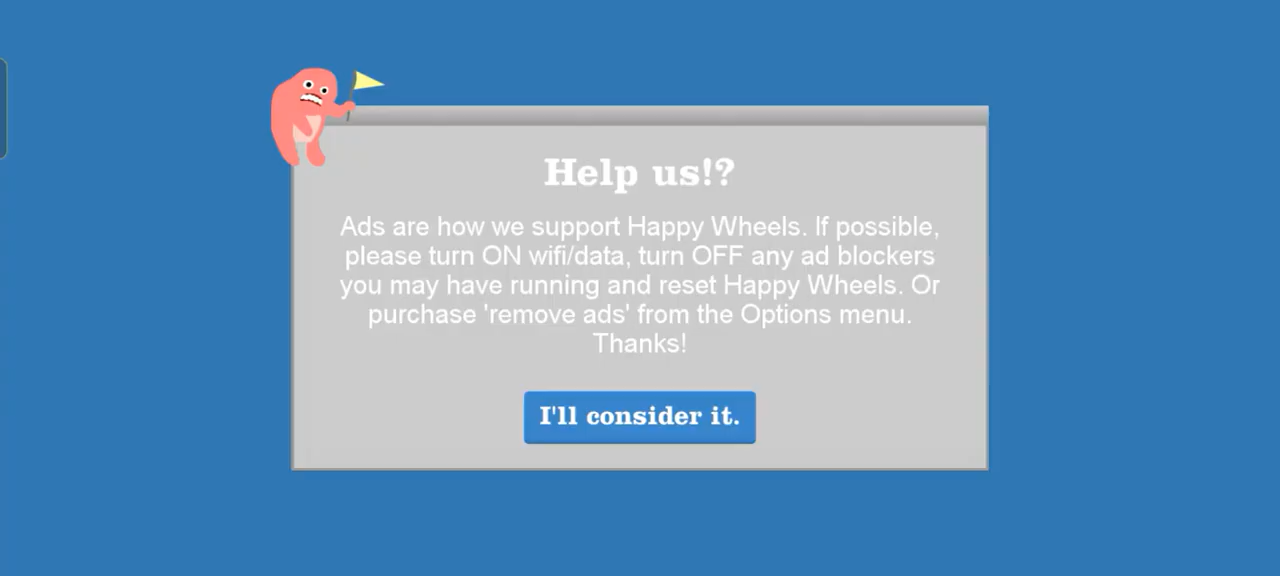 Help us!?
Ads are how we support Happy Wheels. If possible,
please turn ON wifi/data, turn OFF any ad blockers
you may have running and reset Happy Wheels. Or
purchase 'remove ads' from the Options menu.
Thanks!
I'll consider it.